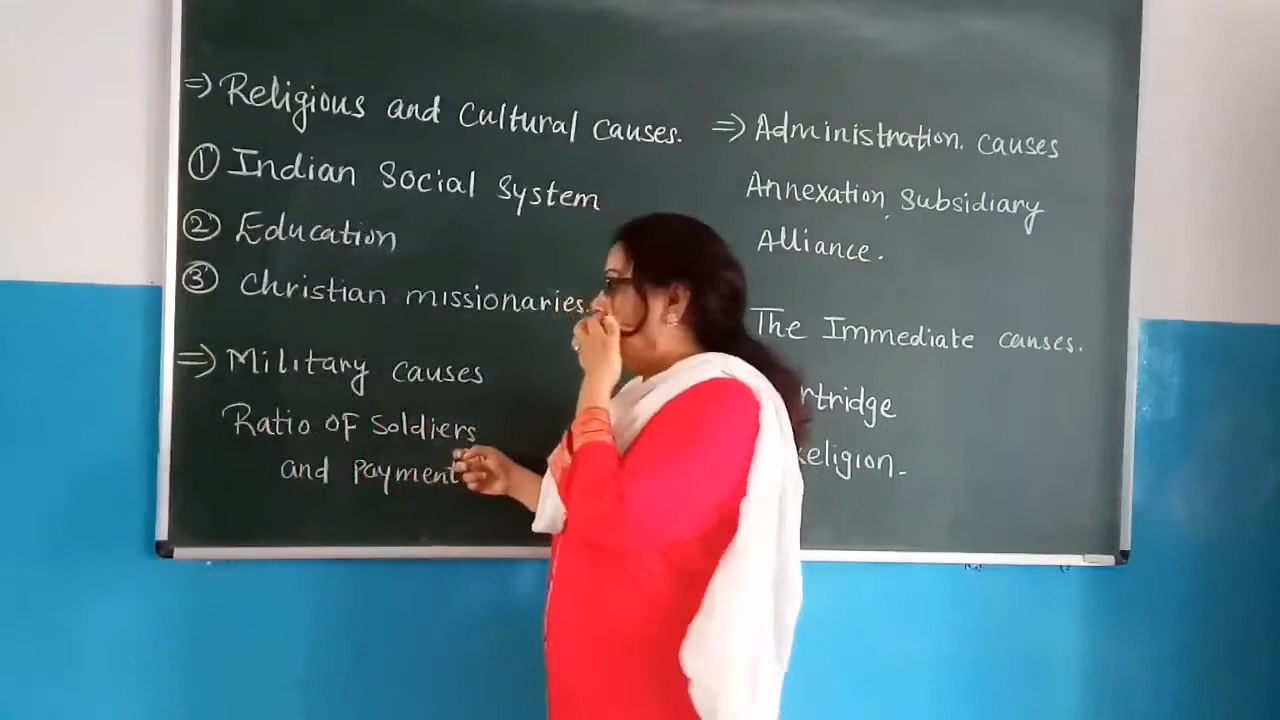 ⇒ Religious and Cultural causes.
① Indian Social System
② Education
③ Christian missionaries.
⇒ Military causes
Ratio of Soldiers
and payment
⇒ Administration. causes
Annexation, Subsidiary
Alliance.
The Immediate causes.
rtridge
eligion.